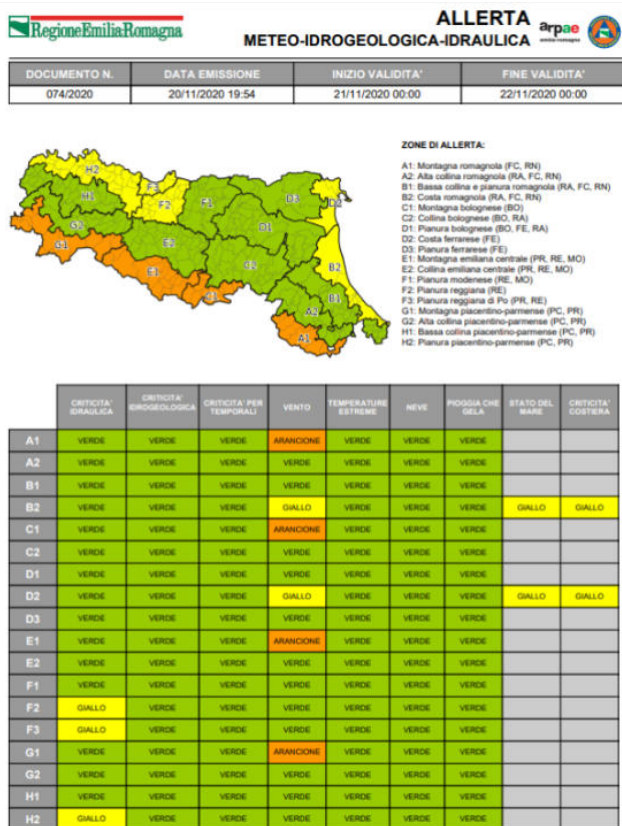 RegioneEmiliaRomagna
ALLERTA
METEO-IDROGEOLOGICA-IDRAULICA
arpae
DOCUMENTO N. DATA EMISSIONE INIZIO VALIDITA' FINE VALIDITA'
074/2020 20/11/2020 19:54 21/11/2020 00:00 22/11/2020 00:00
H2
F3
H1
F2
F1
D3
D2
G2
D1
G1
E2
E1
C2
B2
C1
B1
A2
A1
ZONE DI ALLERTA:
A1: Montagna romagnola (FC, RN)
A2: Alta collina romagnola (RA, FC, RN)
B1: Bassa collina e pianura romagnola (RA, FC, RN)
B2: Costa romagnola (RA, FC, RN)
C1: Montagna bolognese (BO)
C2: Collina bolognese (BO, RA)
D1: Pianura bolognese (BO, FE, RA)
D2: Costa ferrarese (FE)
D3: Pianura ferrarese (FE)
E1: Montagna emiliana centrale (PR, RE, MO)
E2: Collina emiliana centrale (PR, RE, MO)
F1: Pianura modenese (RE, MO)
F2: Pianura reggiana (RE)
F3: Pianura reggiana di Po (PR, RE)
G1: Montagna piacentino-parmense (PC, PR)
G2: Alta collina piacentino-parmense (PC, PR)
H1: Bassa collina piacentino-parmense (PC, PR)
H2: Pianura piacentino-parmense (PC, PR)
CRITICITA' IDRAULICA CRITICITA' IDROGEOLOGICA CRITICITA' PER TEMPORALI VENTO TEMPERATURE ESTREME NEVE PIOGGIA CHE GELA STATO DEL MARE CRITICITA' COSTIERA
A1 VERDE VERDE VERDE ARANCIONE VERDE VERDE VERDE
A2 VERDE VERDE VERDE VERDE VERDE VERDE VERDE
B1 VERDE VERDE VERDE VERDE VERDE VERDE VERDE
B2 VERDE VERDE VERDE GIALLO VERDE VERDE VERDE GIALLO GIALLO
C1 VERDE VERDE VERDE ARANCIONE VERDE VERDE VERDE
C2 VERDE VERDE VERDE VERDE VERDE VERDE VERDE
D1 VERDE VERDE VERDE VERDE VERDE VERDE VERDE
D2 VERDE VERDE VERDE GIALLO VERDE VERDE VERDE GIALLO GIALLO
D3 VERDE VERDE VERDE VERDE VERDE VERDE VERDE
E1 VERDE VERDE VERDE ARANCIONE VERDE VERDE VERDE
E2 VERDE VERDE VERDE VERDE VERDE VERDE VERDE
F1 VERDE VERDE VERDE VERDE VERDE VERDE VERDE
F2 GIALLO VERDE VERDE VERDE VERDE VERDE VERDE
F3 GIALLO VERDE VERDE VERDE VERDE VERDE VERDE
G1 VERDE VERDE VERDE ARANCIONE VERDE VERDE VERDE
G2 VERDE VERDE VERDE VERDE VERDE VERDE VERDE
H1 VERDE VERDE VERDE VERDE VERDE VERDE VERDE
H2 GIALLO VERDE VERDE VERDE VERDE VERDE VERDE